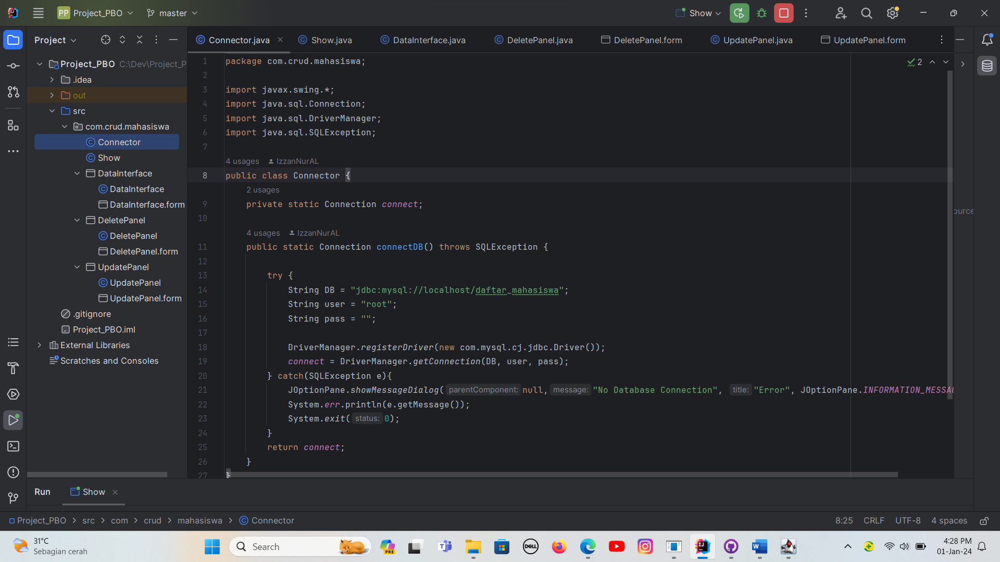 PP Project_PBO master Show
Project
Connector.java Show.java DataInterface.java DeletePanel.java DeletePanel.form UpdatePanel.java UpdatePanel.form
Project_PBO C:\Dev\Project_P
.idea
out
src
com.crud.mahasiswa
Connector
Show
DataInterface
DataInterface
DataInterface.form
DeletePanel
DeletePanel
DeletePanel.form
UpdatePanel
UpdatePanel
UpdatePanel.form
.gitignore
Project_PBO.iml
External Libraries
Scratches and Consoles
2
1 package com.crud.mahasiswa;
2
3 import javax.swing.*;
4 import java.sql.Connection;
5 import java.sql.DriverManager;
6 import java.sql.SQLException;
7
4 usages IzzanNurAL
8 public class Connector {
2 usages
9 private static Connection connect;
10
4 usages IzzanNurAL
11 public static Connection connectDB() throws SQLException {
12
13 try {
14 String DB = "jdbc:mysql://localhost/daftar_mahasiswa";
15 String user = "root";
16 String pass = "";
17
18 DriverManager.registerDriver(new com.mysql.cj.jdbc.Driver());
19 connect = DriverManager.getConnection(DB, user, pass);
20 } catch(SQLException e){
21 JOptionPane.showMessageDialog( parentComponent: null, message: "No Database Connection", title: "Error", JOptionPane.INFORMATION_MESSA
22 System.err.println(e.getMessage());
23 System.exit( status: 0);
24 }
25 return connect;
26 }
27 }
ource
Run Show
Project_PBO > src > com > crud > mahasiswa > Connector
8:25 CRLF UTF-8 4 spaces
31°C
Sebagian cerah
Search
PRE
DELL
4:28 PM
01-Jan-24